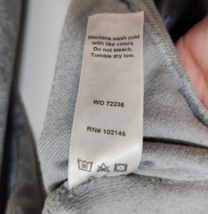 Machine wash cold
with like colors.
Do not bleach.
Tumble dry low.
WO 72236
RN# 102146